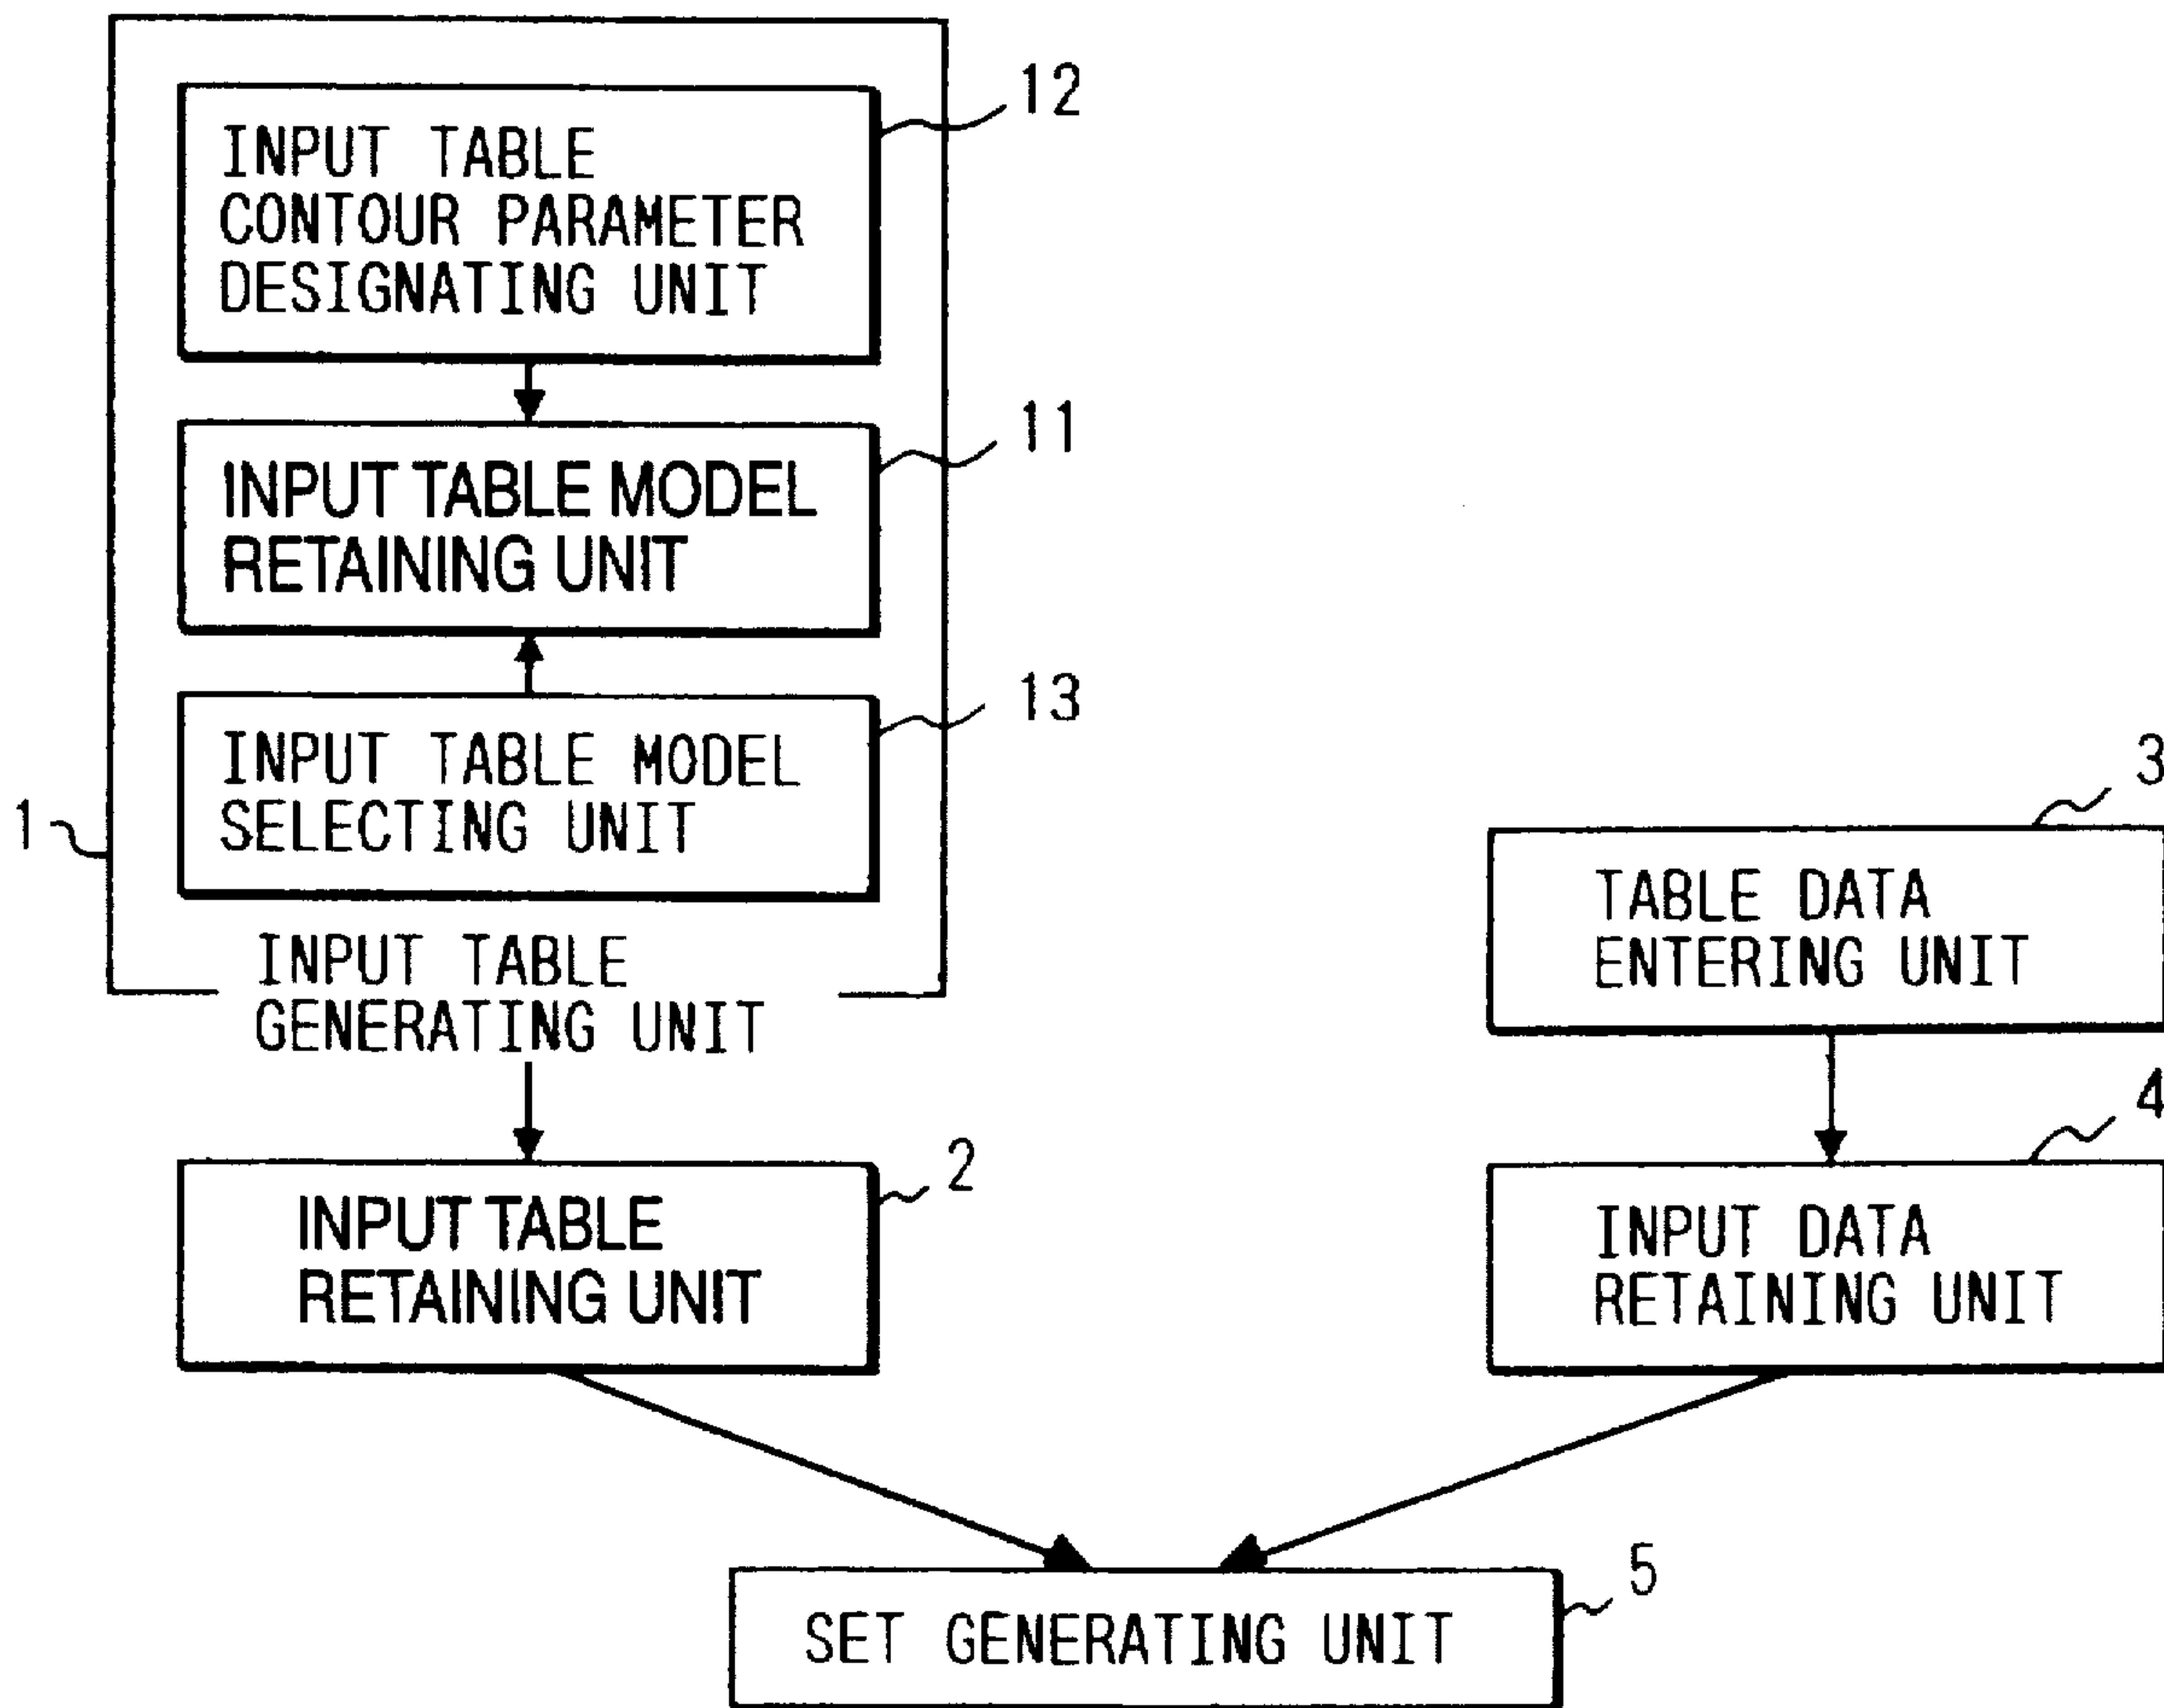 12
INPUT TABLE
CONTOUR PARAMETER
DESIGNATING UNIT
11
INPUT TABLE MODEL
RETAINING UNIT
13
INPUT TABLE MODEL
SELECTING UNIT
1
INPUT TABLE
GENERATING UNIT
2
INPUT TABLE
RETAINING UNIT
3
TABLE DATA
ENTERING UNIT
4
INPUT DATA
RETAINING UNIT
5
SET GENERATING UNIT